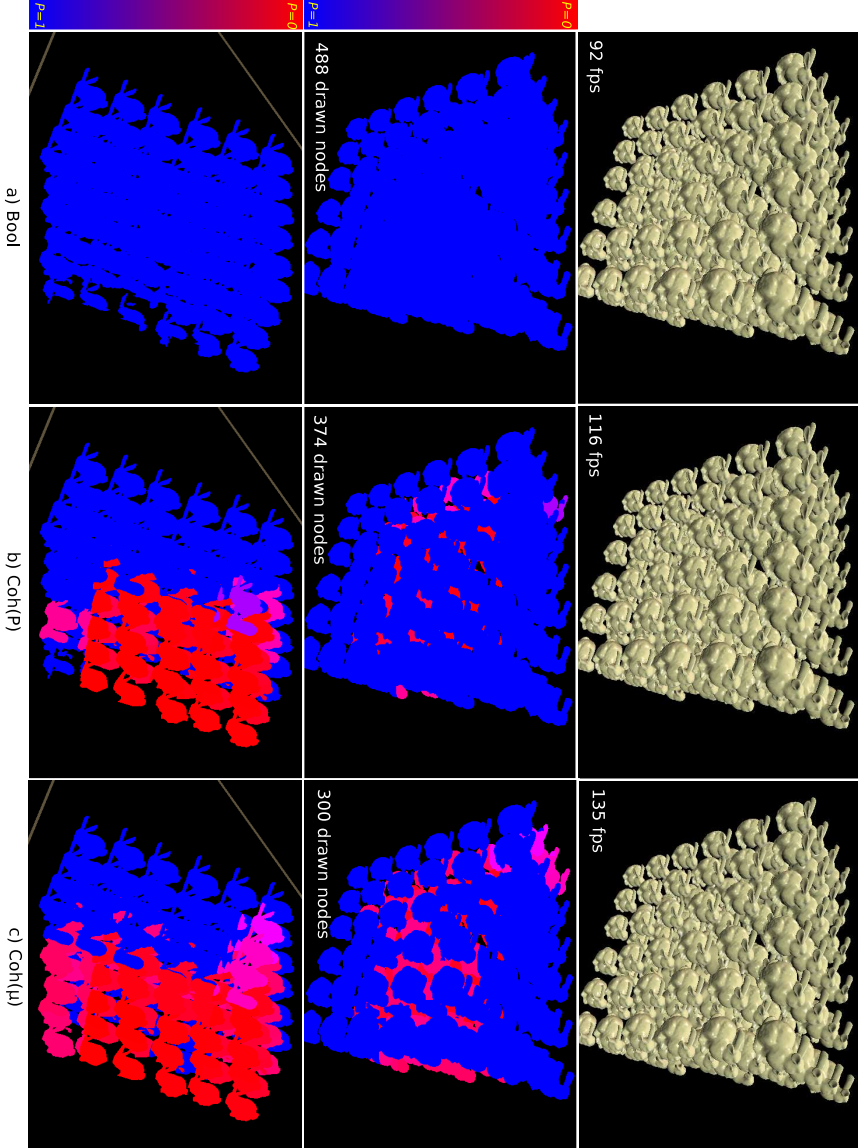 92 fps
116 fps
135 fps
P=0
P=1
488 drawn nodes
374 drawn nodes
300 drawn nodes
P=0
P=1
a) Bool
b) Coh(P)
c) Coh(μ)